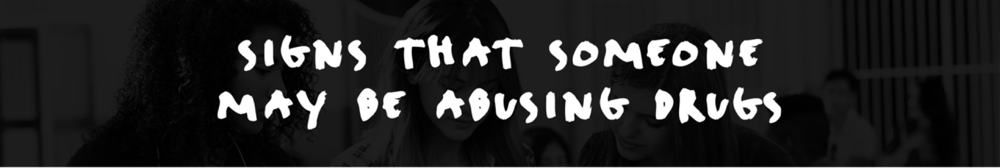 SIGNS THAT SOMEONE
MAY BE ABUSING DRUGS